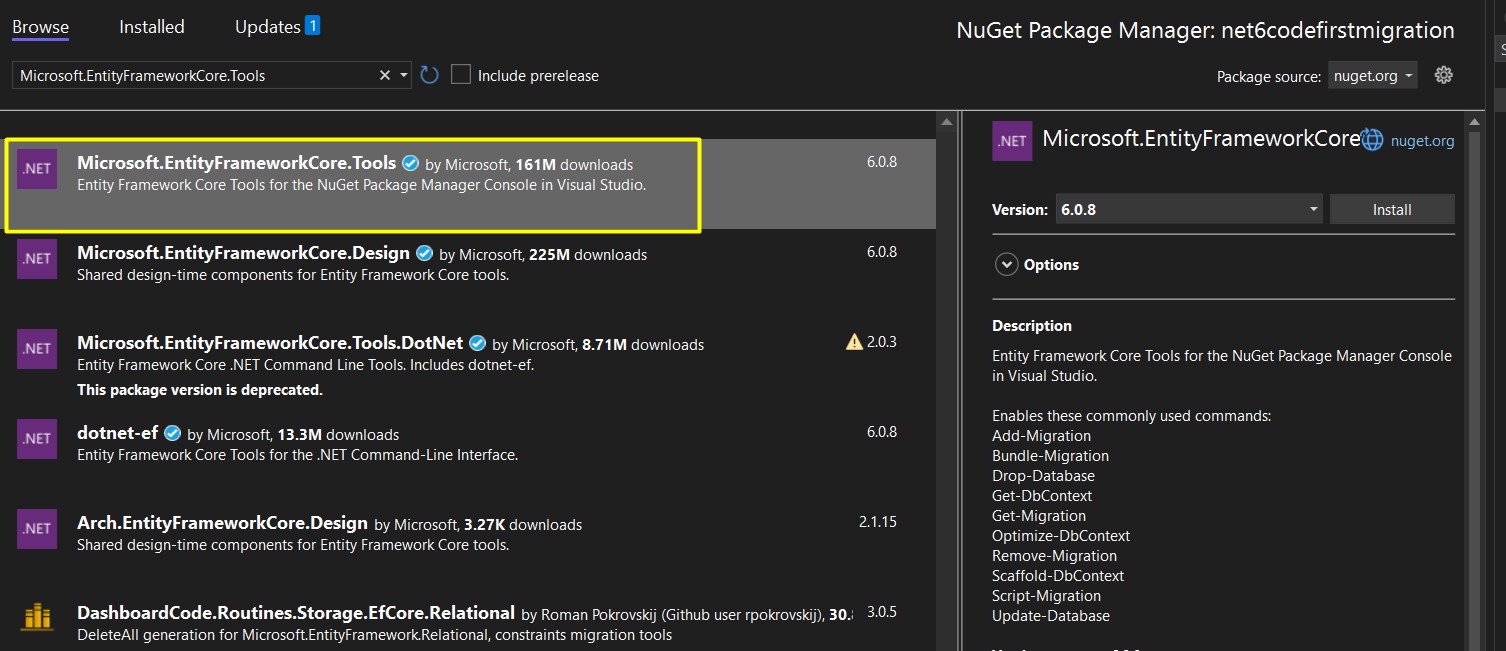 Browse Installed Updates 1
NuGet Package Manager: net6codefirstmigration
Microsoft.EntityFrameworkCore.Tools Include prerelease
Package source: nuget.org
.NET Microsoft.EntityFrameworkCore.Tools by Microsoft, 161M downloads 6.0.8
Entity Framework Core Tools for the NuGet Package Manager Console in Visual Studio.
.NET Microsoft.EntityFrameworkCore.Design by Microsoft, 225M downloads 6.0.8
Shared design-time components for Entity Framework Core tools.
.NET Microsoft.EntityFrameworkCore.Tools.DotNet by Microsoft, 8.71M downloads 2.0.3
Entity Framework Core .NET Command Line Tools. Includes dotnet-ef.
This package version is deprecated.
.NET dotnet-ef by Microsoft, 13.3M downloads 6.0.8
Entity Framework Core Tools for the .NET Command-Line Interface.
.NET Arch.EntityFrameworkCore.Design by Microsoft, 3.27K downloads 2.1.15
Shared design-time components for Entity Framework Core tools.
DashboardCode.Routines.Storage.EfCore.Relational by Roman Pokrovskij (Github user rpokrovskij), 3.0.5
DeleteAll generation for Microsoft.EntityFramework.Relational, constraints migration tools
.NET Microsoft.EntityFrameworkCore nuget.org
Version: 6.0.8 Install
Options
Description
Entity Framework Core Tools for the NuGet Package Manager Console
in Visual Studio.
Enables these commonly used commands:
Add-Migration
Bundle-Migration
Drop-Database
Get-DbContext
Get-Migration
Optimize-DbContext
Remove-Migration
Scaffold-DbContext
Script-Migration
Update-Database